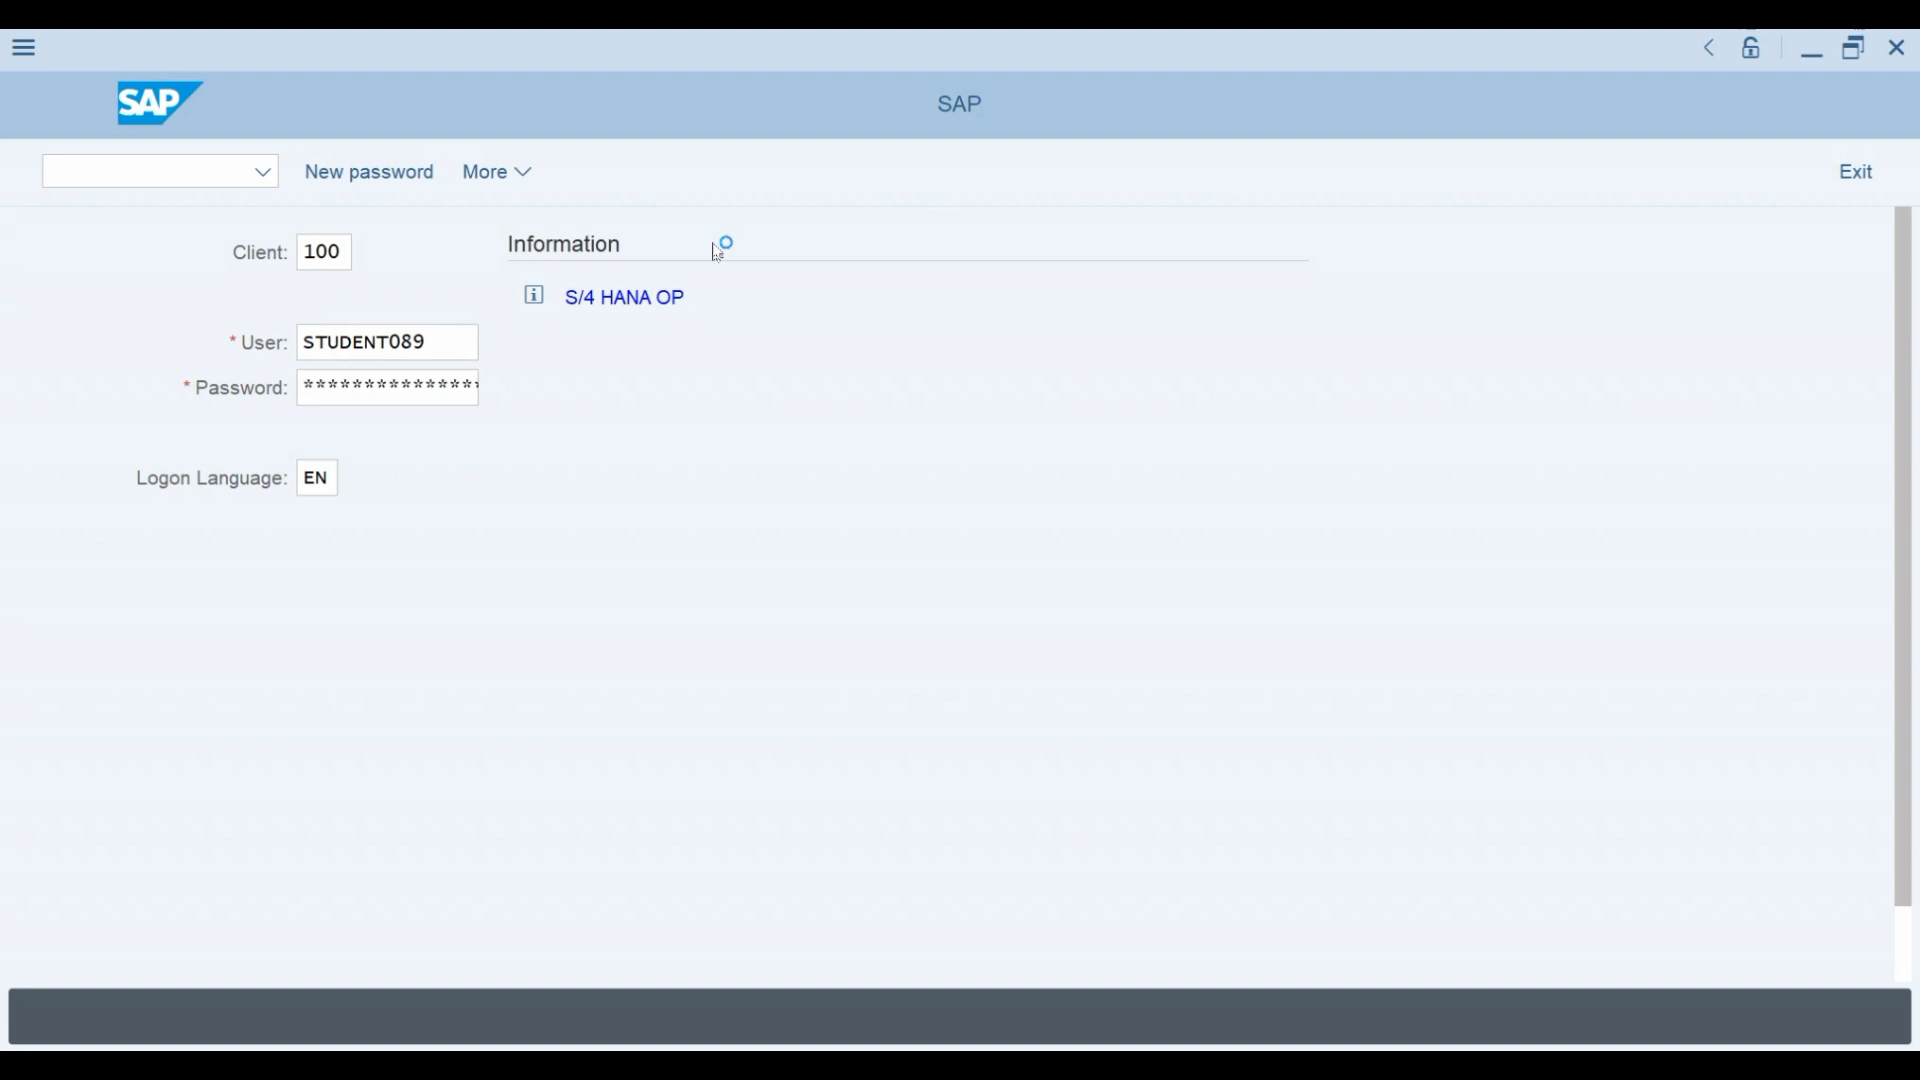 SAP
SAP
New password More Exit
Client: 100
Information
S/4 HANA OP
* User: STUDENT089
* Password: ***************
Logon Language: EN